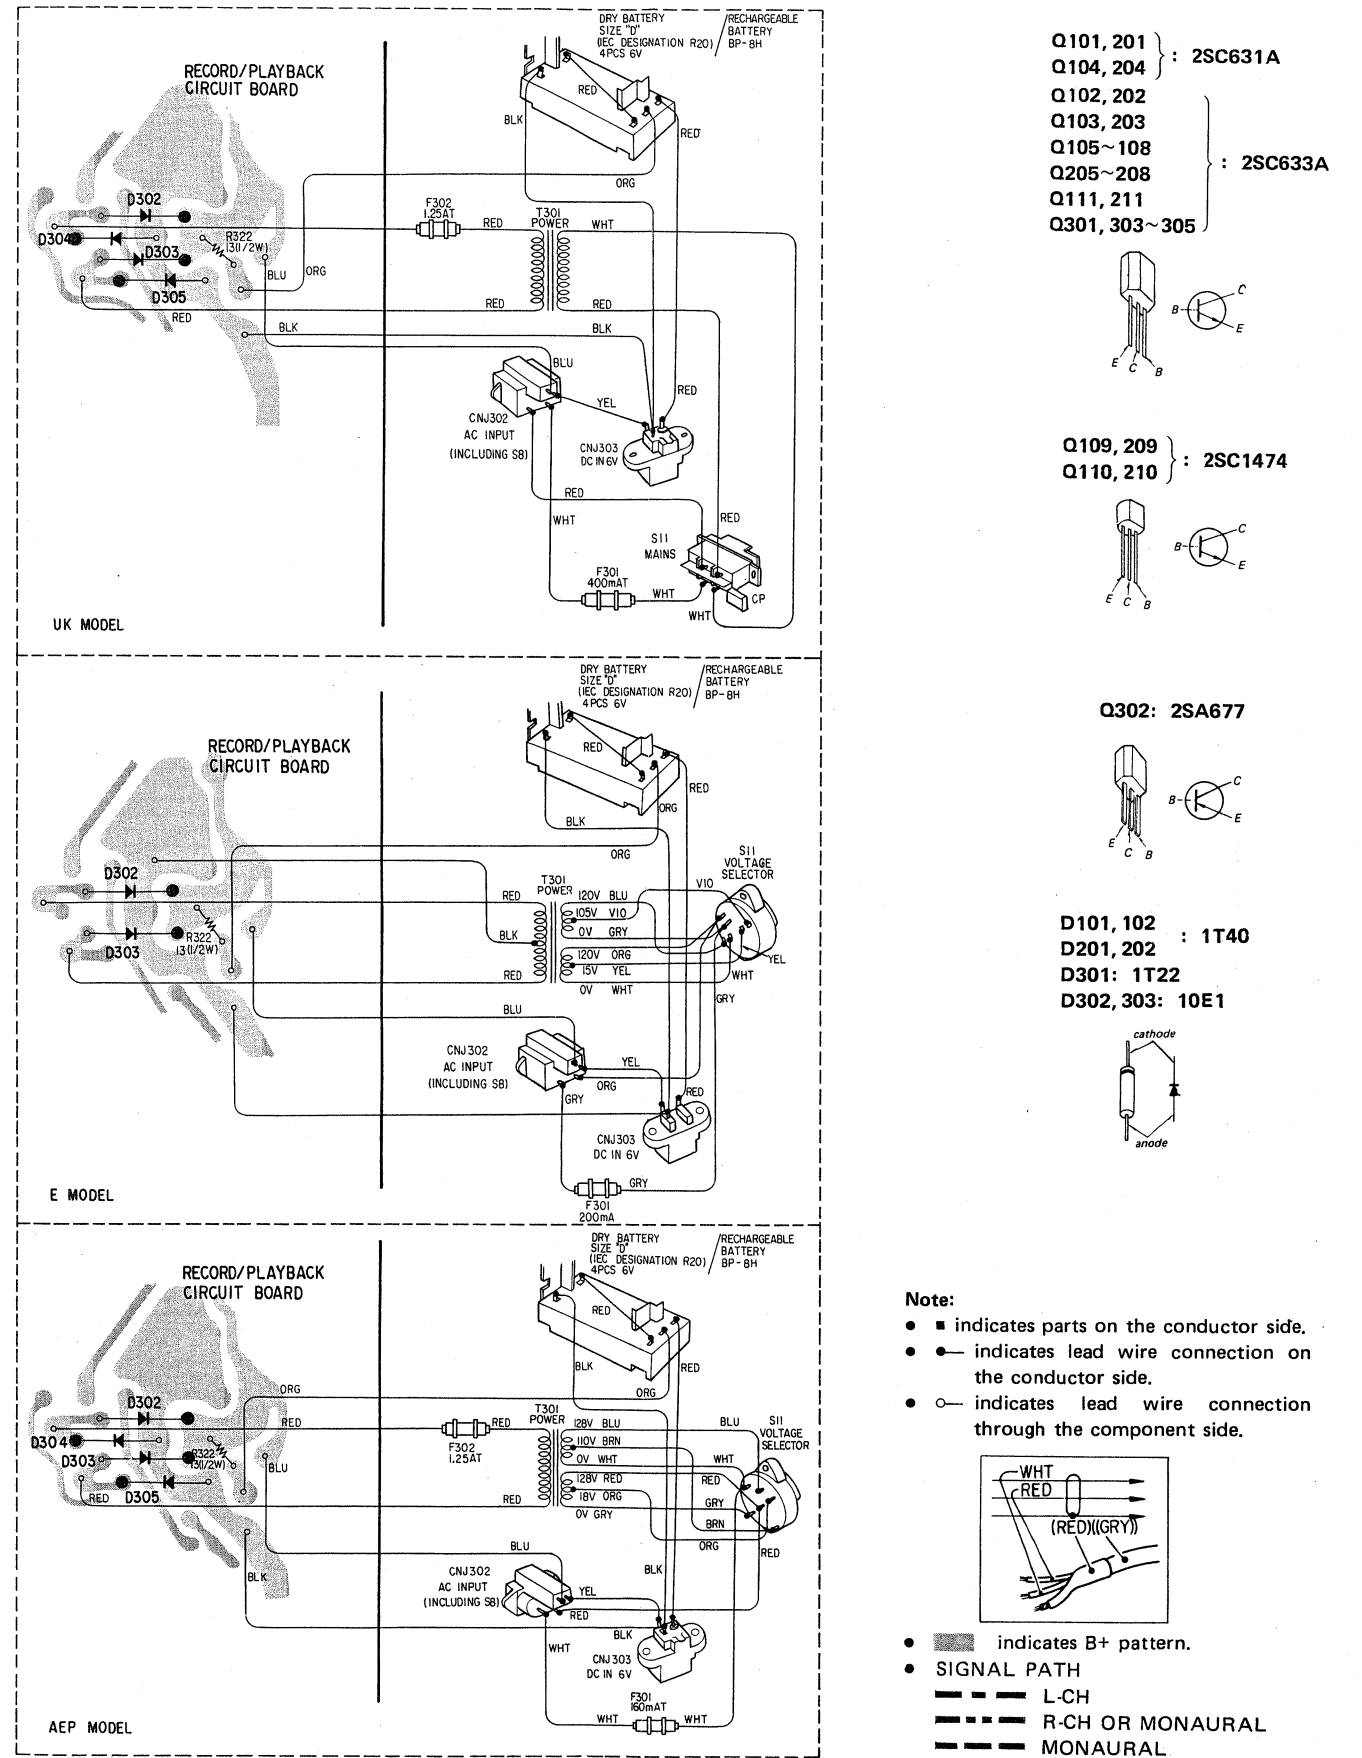 DRY BATTERY
SIZE "D"
(IEC DESIGNATION R20)
4PCS 6V
/RECHARGEABLE
BATTERY
BP-8H
RECORD/PLAYBACK
CIRCUIT BOARD
RED
BLK
RED
ORG
D302
F302
1.25AT
RED
T301
POWER
WHT
D304
R322
13(1/2W)
D303
BLU
ORG
D305
RED
RED
RED
BLK
BLK
BLU
RED
YEL
CNJ302
AC INPUT
(INCLUDING S8)
CNJ303
DC IN 6V
RED
WHT
RED
S11
MAINS
F301
400mAT
WHT
CP
WHT
UK MODEL
DRY BATTERY
SIZE "D"
(IEC DESIGNATION R20)
4PCS 6V
/RECHARGEABLE
BATTERY
BP-8H
RECORD/PLAYBACK
CIRCUIT BOARD
RED
RED
ORG
BLK
ORG
S11
VOLTAGE
SELECTOR
D302
T301
POWER
RED
120V BLU
VIO
105V VIO
0V GRY
BLK
R322
13(1/2W)
D303
120V ORG
15V YEL
YEL
RED
WHT
0V WHT
GRY
BLU
CNJ302
AC INPUT
(INCLUDING S8)
YEL
ORG
RED
GRY
CNJ303
DC IN 6V
GRY
F301
200mA
E MODEL
DRY BATTERY
SIZE "D"
(IEC DESIGNATION R20)
4PCS 6V
/RECHARGEABLE
BATTERY
BP-8H
RECORD/PLAYBACK
CIRCUIT BOARD
RED
BLK
RED
ORG
ORG
D302
RED
RED
F302
1.25AT
T301
POWER
128V BLU
BLU
S11
VOLTAGE
SELECTOR
D304
110V BRN
D303
R322
13(1/2W)
0V WHT
WHT
BLU
128V RED
RED
RED
D305
18V ORG
RED
GRY
0V GRY
BRN
ORG
RED
BLU
BLK
BLK
CNJ302
AC INPUT
(INCLUDING S8)
YEL
RED
BLK
WHT
CNJ303
DC IN 6V
F301
160mAT
WHT
WHT
AEP MODEL
Q101, 201
Q104, 204
: 2SC631A
Q102, 202
Q103, 203
Q105~108
Q205~208
Q111, 211
Q301, 303~305
: 2SC633A
B
C
E
E
C
B
Q109, 209
Q110, 210
: 2SC1474
B
C
E
E
C
B
Q302: 2SA677
B
C
E
E
C
B
D101, 102
D201, 202
: 1T40
D301: 1T22
D302, 303: 10E1
cathode
anode
Note:
● ■ indicates parts on the conductor side.
● ●— indicates lead wire connection on
the conductor side.
● ○— indicates lead wire connection
through the component side.
WHT
RED
(RED)((GRY))
● indicates B+ pattern.
● SIGNAL PATH
L-CH
R-CH OR MONAURAL
MONAURAL